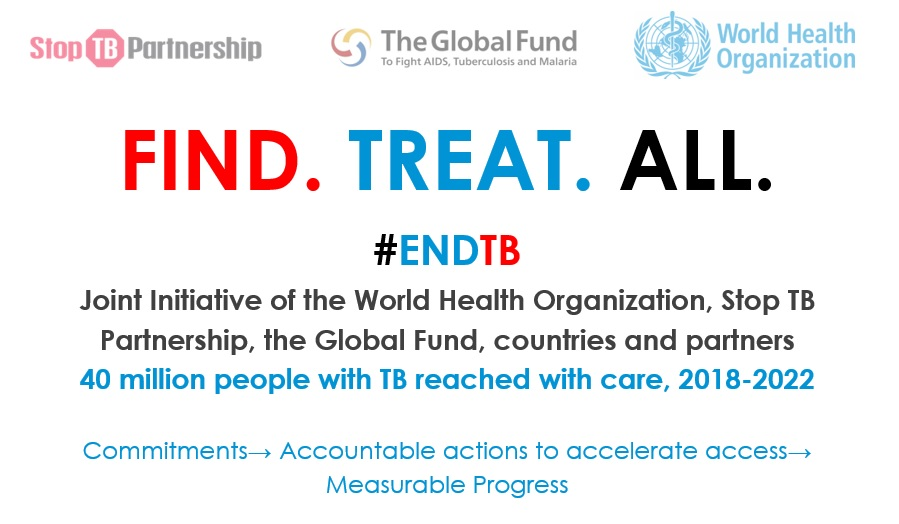 Stop TB Partnership
The Global Fund
To Fight AIDS, Tuberculosis and Malaria
World Health
Organization
FIND. TREAT. ALL.
#ENDTB
Joint Initiative of the World Health Organization, Stop TB
Partnership, the Global Fund, countries and partners
40 million people with TB reached with care, 2018-2022
Commitments→ Accountable actions to accelerate access→
Measurable Progress